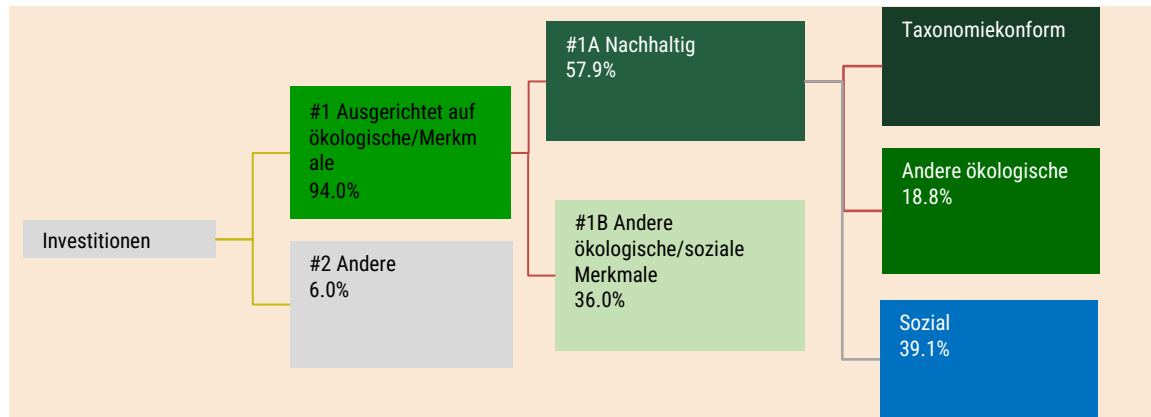 Investitionen
#1 Ausgerichtet auf
ökologische/Merkm
ale
94.0%
#2 Andere
6.0%
#1A Nachhaltig
57.9%
#1B Andere
ökologische/soziale
Merkmale
36.0%
Taxonomiekonform
Andere ökologische
18.8%
Sozial
39.1%